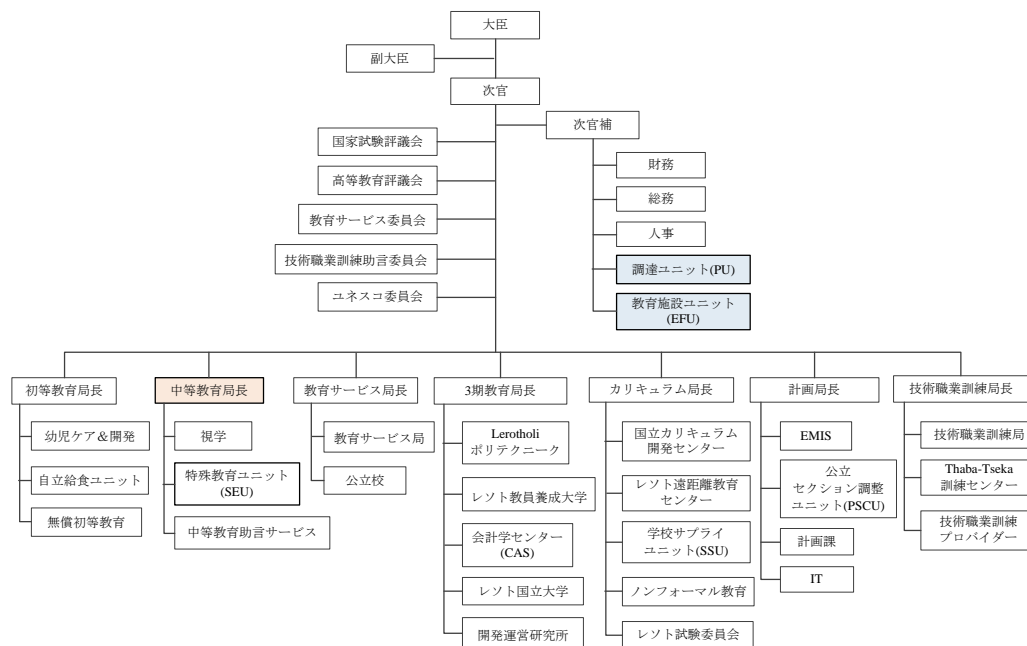 大臣
副大臣
次官
次官補
国家試験評議会
高等教育評議会
教育サービス委員会
技術職業訓練助言委員会
ユネスコ委員会
財務
総務
人事
調達ユニット(PU)
教育施設ユニット
(EFU)
初等教育局長
幼児ケア&開発
自立給食ユニット
無償初等教育
中等教育局長
視学
特殊教育ユニット
(SEU)
中等教育助言サービス
教育サービス局長
教育サービス局
公立校
3期教育局長
Lerotholi
ポリテクニーク
レソト教員養成大学
会計学センター
(CAS)
レソト国立大学
開発運営研究所
カリキュラム局長
国立カリキュラム
開発センター
レソト遠距離教育
センター
学校サプライ
ユニット(SSU)
ノンフォーマル教育
レソト試験委員会
計画局長
EMIS
公立
セクション調整
ユニット(PSCU)
計画課
IT
技術職業訓練局長
技術職業訓練局
Thaba-Tseka
訓練センター
技術職業訓練
プロバイダー